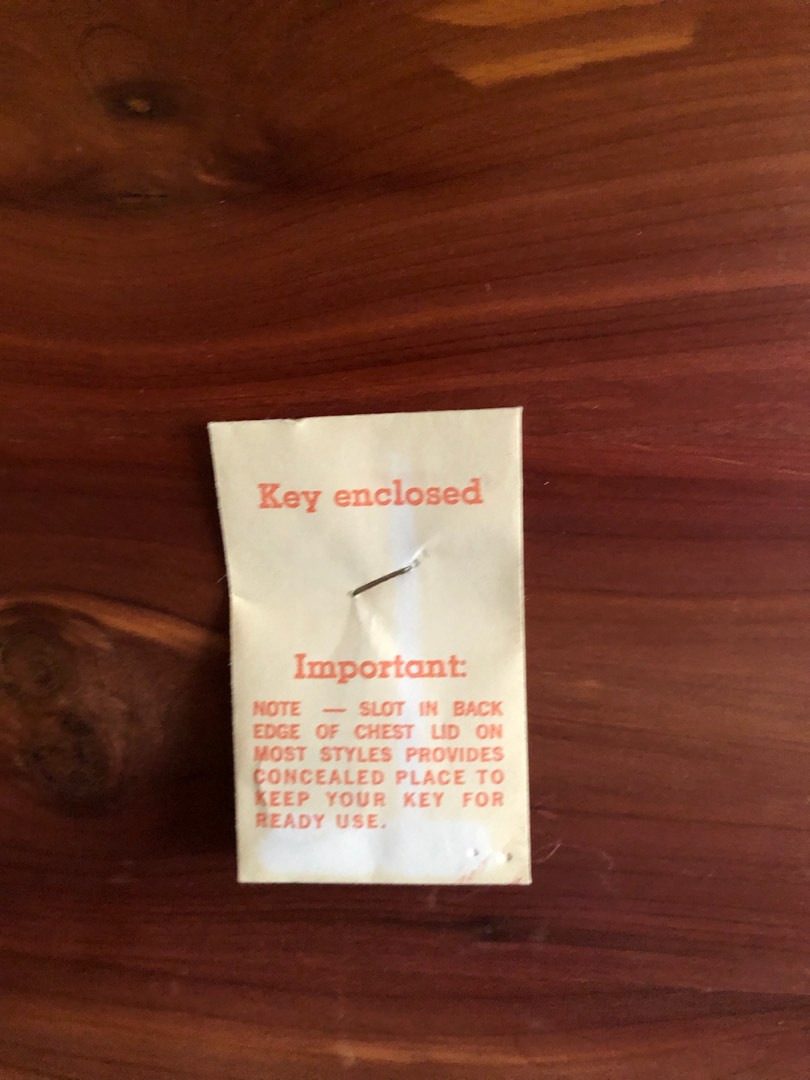 Key enclosed
Important:
NOTE — SLOT IN BACK
EDGE OF CHEST LID ON
MOST STYLES PROVIDES
CONCEALED PLACE TO
KEEP YOUR KEY FOR
READY USE.